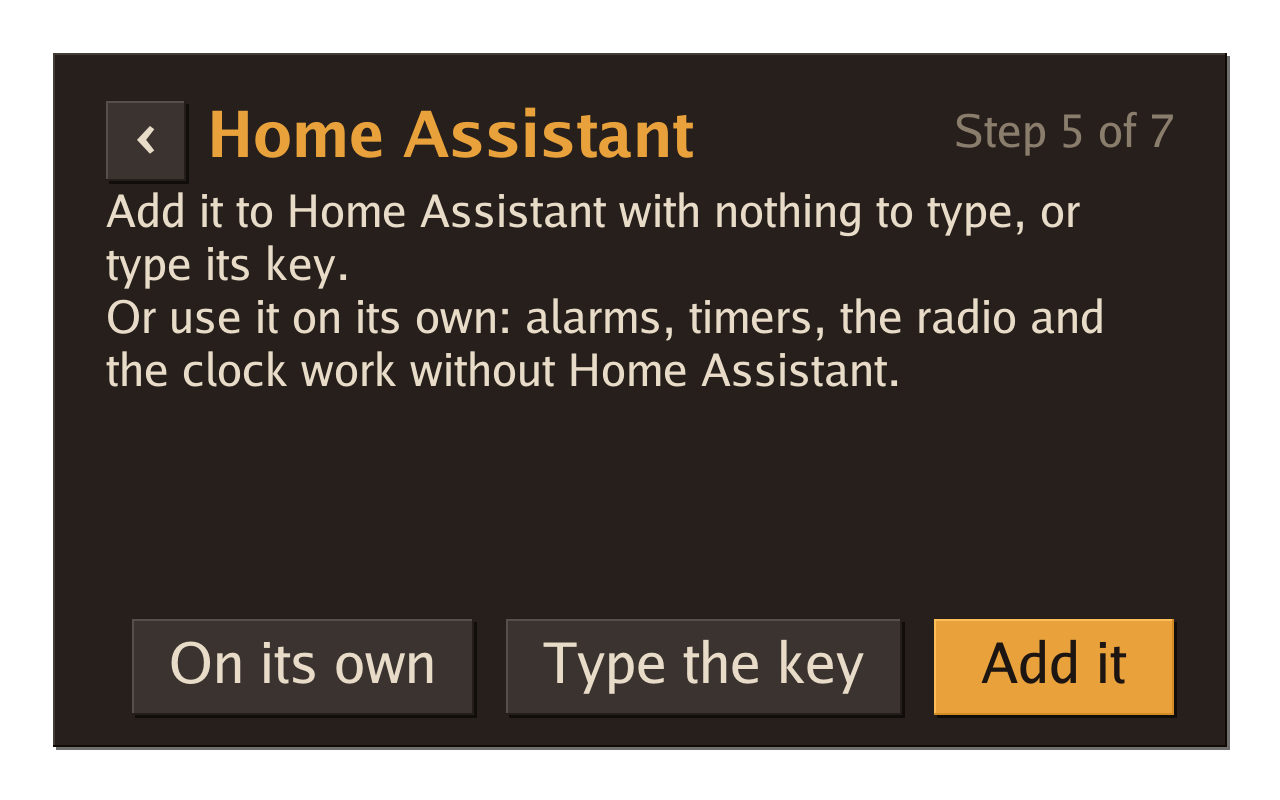 Home Assistant
Step 5 of 7
Add it to Home Assistant with nothing to type, or
type its key.
Or use it on its own: alarms, timers, the radio and
the clock work without Home Assistant.
On its own
Type the key
Add it